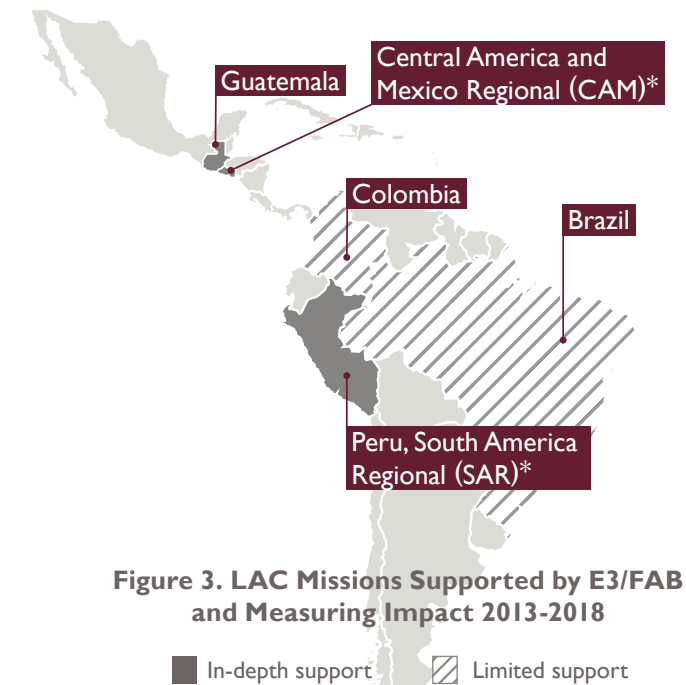 Central America and
Mexico Regional (CAM)*
Guatemala
Colombia
Brazil
Peru, South America
Regional (SAR)*
Figure 3. LAC Missions Supported by E3/FAB
and Measuring Impact 2013-2018
In-depth support
Limited support